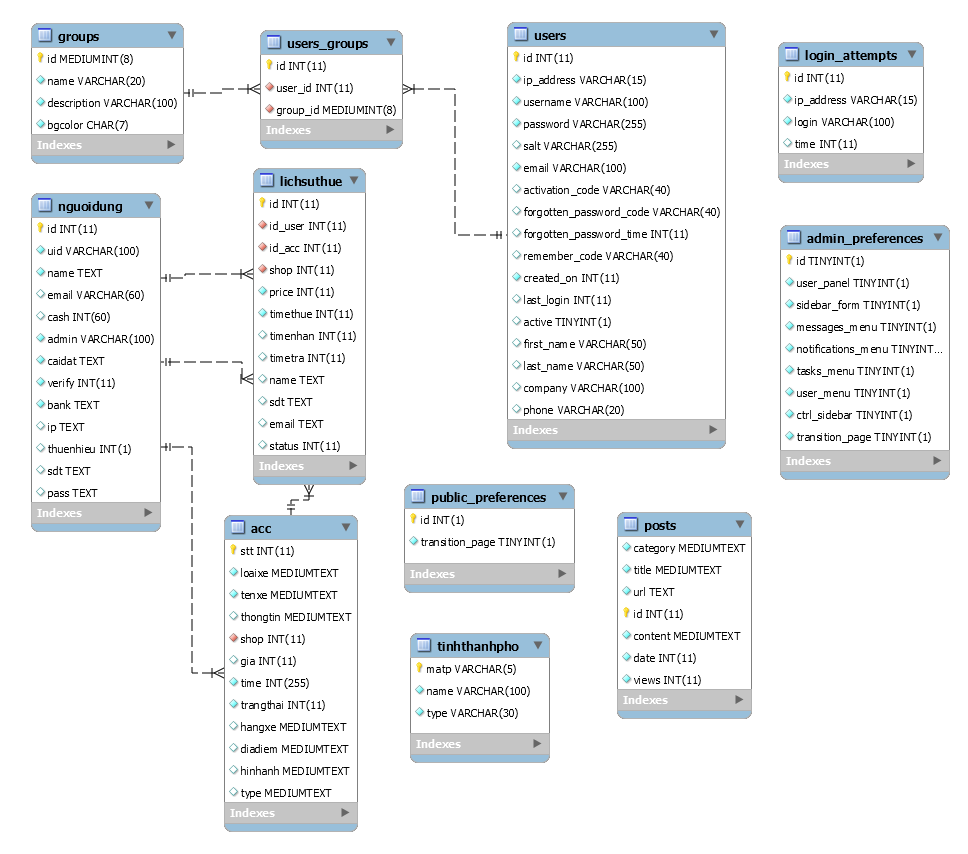 groups
id MEDIUMINT(8)
name VARCHAR(20)
description VARCHAR(100)
bgcolor CHAR(7)
Indexes
users_groups
id INT(11)
user_id INT(11)
group_id MEDIUMINT(8)
Indexes
users
id INT(11)
ip_address VARCHAR(15)
username VARCHAR(100)
password VARCHAR(255)
salt VARCHAR(255)
email VARCHAR(100)
activation_code VARCHAR(40)
forgotten_password_code VARCHAR(40)
forgotten_password_time INT(11)
remember_code VARCHAR(40)
created_on INT(11)
last_login INT(11)
active TINYINT(1)
first_name VARCHAR(50)
last_name VARCHAR(50)
company VARCHAR(100)
phone VARCHAR(20)
Indexes
login_attempts
id INT(11)
ip_address VARCHAR(15)
login VARCHAR(100)
time INT(11)
Indexes
nguoidung
id INT(11)
uid VARCHAR(100)
name TEXT
email VARCHAR(60)
cash INT(60)
admin VARCHAR(100)
caidat TEXT
verify INT(11)
bank TEXT
ip TEXT
thuenhieu INT(1)
sdt TEXT
pass TEXT
Indexes
lichsuthue
id INT(11)
id_user INT(11)
id_acc INT(11)
shop INT(11)
price INT(11)
timethue INT(11)
timenhan INT(11)
timetra INT(11)
name TEXT
sdt TEXT
email TEXT
status INT(11)
Indexes
admin_preferences
id TINYINT(1)
user_panel TINYINT(1)
sidebar_form TINYINT(1)
messages_menu TINYINT(1)
notifications_menu TINYINT...
tasks_menu TINYINT(1)
user_menu TINYINT(1)
ctrl_sidebar TINYINT(1)
transition_page TINYINT(1)
Indexes
acc
stt INT(11)
loaixe MEDIUMTEXT
tenxe MEDIUMTEXT
thongtin MEDIUMTEXT
shop INT(11)
gia INT(11)
time INT(255)
trangthai INT(11)
hangxe MEDIUMTEXT
diadiem MEDIUMTEXT
hinhanh MEDIUMTEXT
type MEDIUMTEXT
Indexes
public_preferences
id INT(1)
transition_page TINYINT(1)
Indexes
tinhthanhpho
matp VARCHAR(5)
name VARCHAR(100)
type VARCHAR(30)
Indexes
posts
category MEDIUMTEXT
title MEDIUMTEXT
url TEXT
id INT(11)
content MEDIUMTEXT
date INT(11)
views INT(11)
Indexes